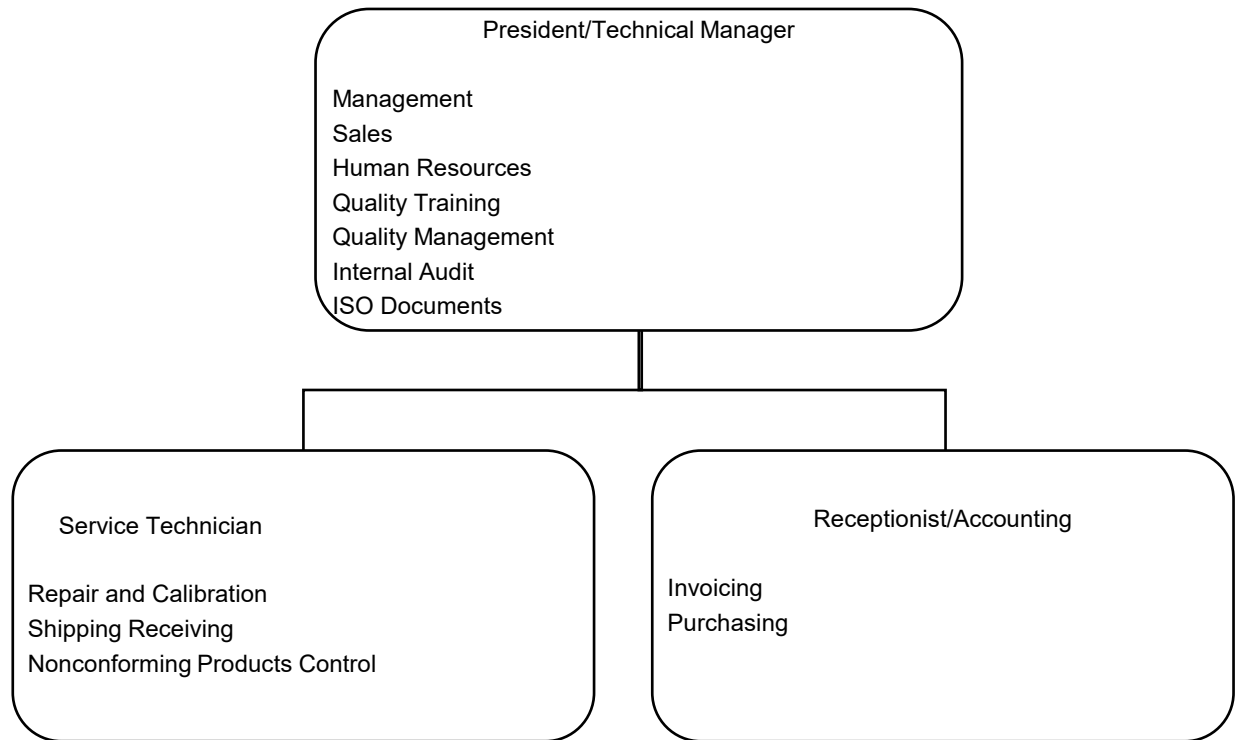 President/Technical Manager
Management
Sales
Human Resources
Quality Training
Quality Management
Internal Audit
ISO Documents
Service Technician
Repair and Calibration
Shipping Receiving
Nonconforming Products Control
Receptionist/Accounting
Invoicing
Purchasing